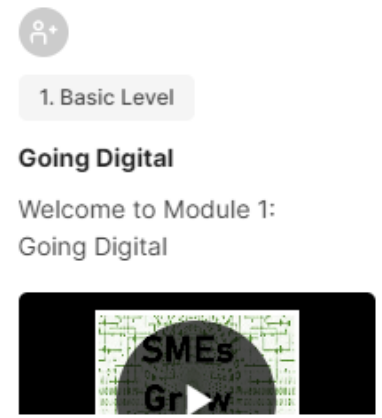 1. Basic Level
Going Digital
Welcome to Module 1:
Going Digital
SMEs